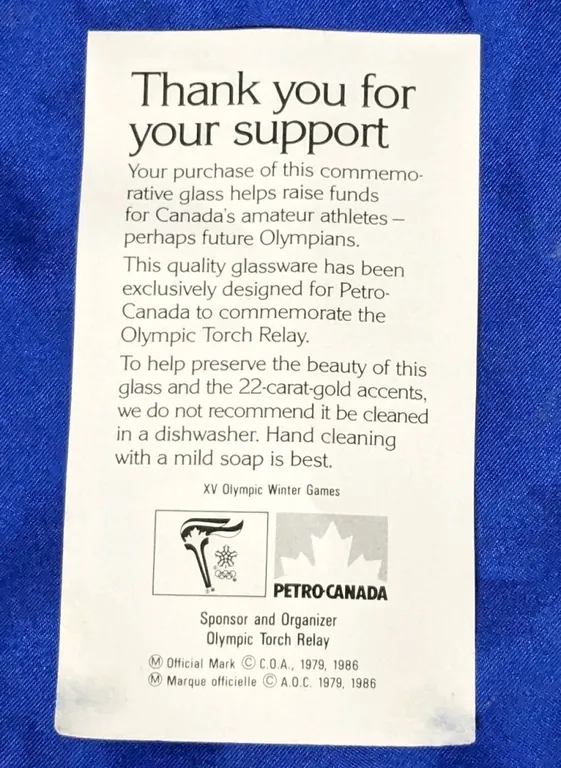 Thank you for
your support
Your purchase of this commemo-
rative glass helps raise funds
for Canada's amateur athletes —
perhaps future Olympians.
This quality glassware has been
exclusively designed for Petro-
Canada to commemorate the
Olympic Torch Relay.
To help preserve the beauty of this
glass and the 22-carat-gold accents,
we do not recommend it be cleaned
in a dishwasher. Hand cleaning
with a mild soap is best.
XV Olympic Winter Games
PETRO-CANADA
Sponsor and Organizer
Olympic Torch Relay
Ⓜ Official Mark © C.O.A., 1979, 1986
Ⓜ Marque officielle © A.O.C. 1979, 1986